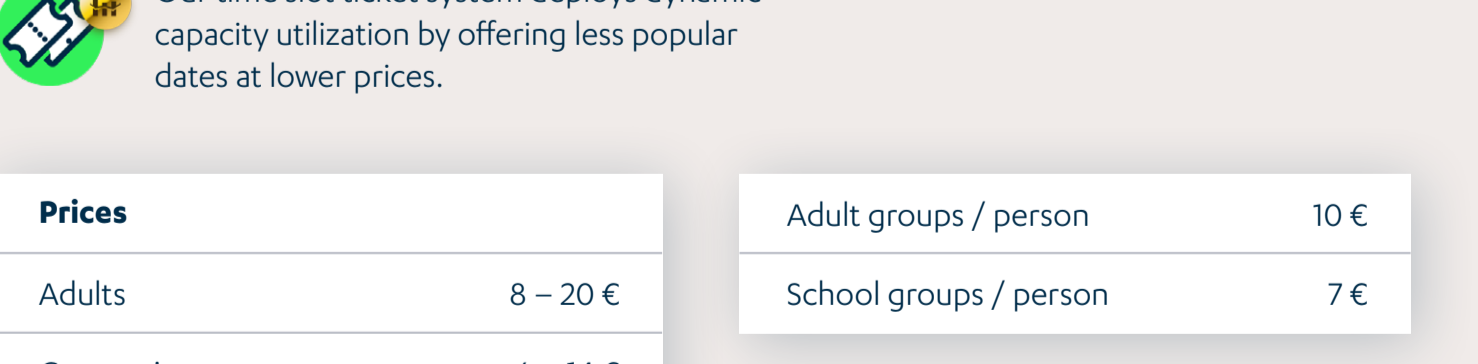 capacity utilization by offering less popular
dates at lower prices.
Prices
Adults 8 – 20 €
Adult groups / person 10 €
School groups / person 7 €